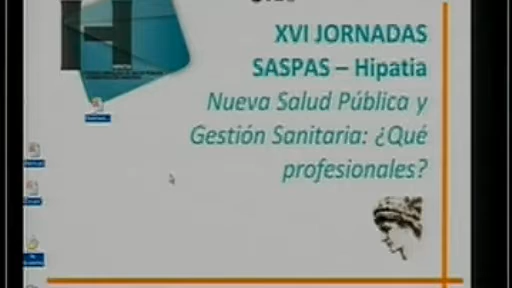 XVI JORNADAS
SASPAS – Hipatia
Nueva Salud Pública y
Gestión Sanitaria: ¿Qué
profesionales?